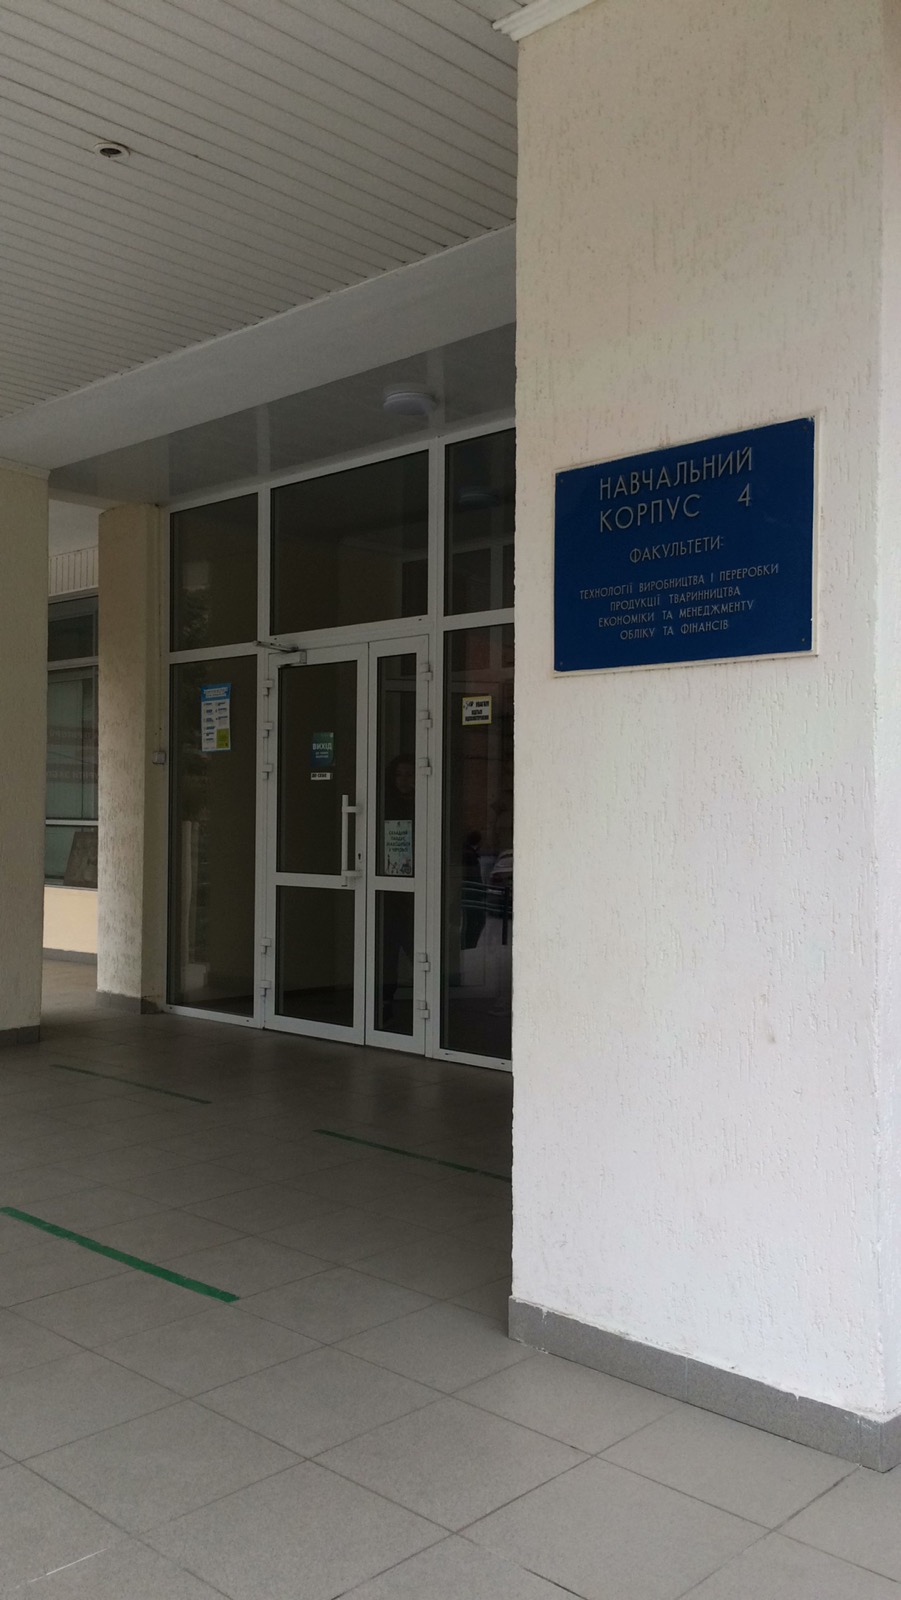 НАВЧАЛЬНИЙ
КОРПУС 4
ФАКУЛЬТЕТИ:
ТЕХНОЛОГІЇ ВИРОБНИЦТВА І ПЕРЕРОБКИ
ПРОДУКЦІЇ ТВАРИННИЦТВА
ЕКОНОМІКИ ТА МЕНЕДЖМЕНТУ
ОБЛІКУ ТА ФІНАНСІВ
ВИХІД